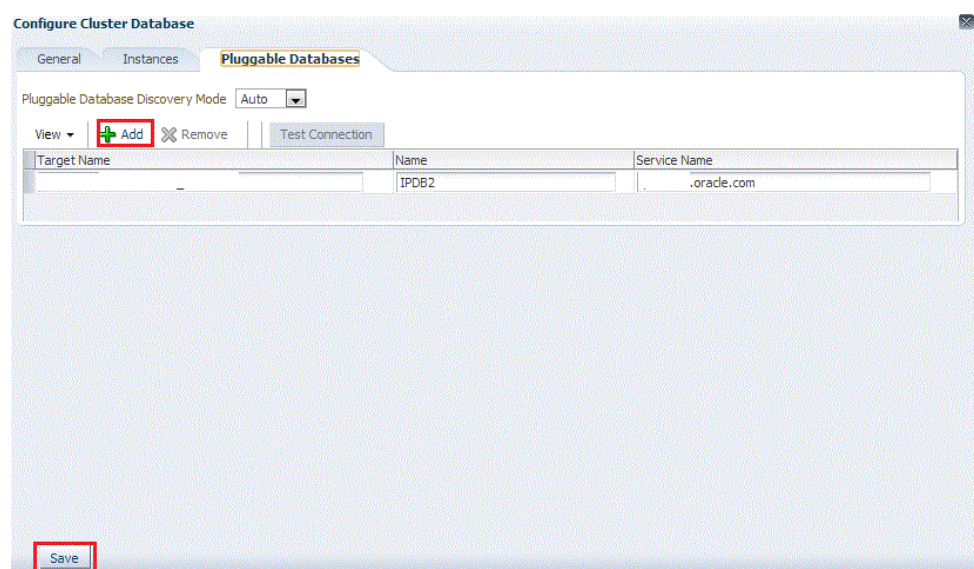 Configure Cluster Database
General Instances Pluggable Databases
Pluggable Database Discovery Mode Auto
View Add Remove Test Connection
Target Name Name Service Name
_ IPDB2 .oracle.com
Save